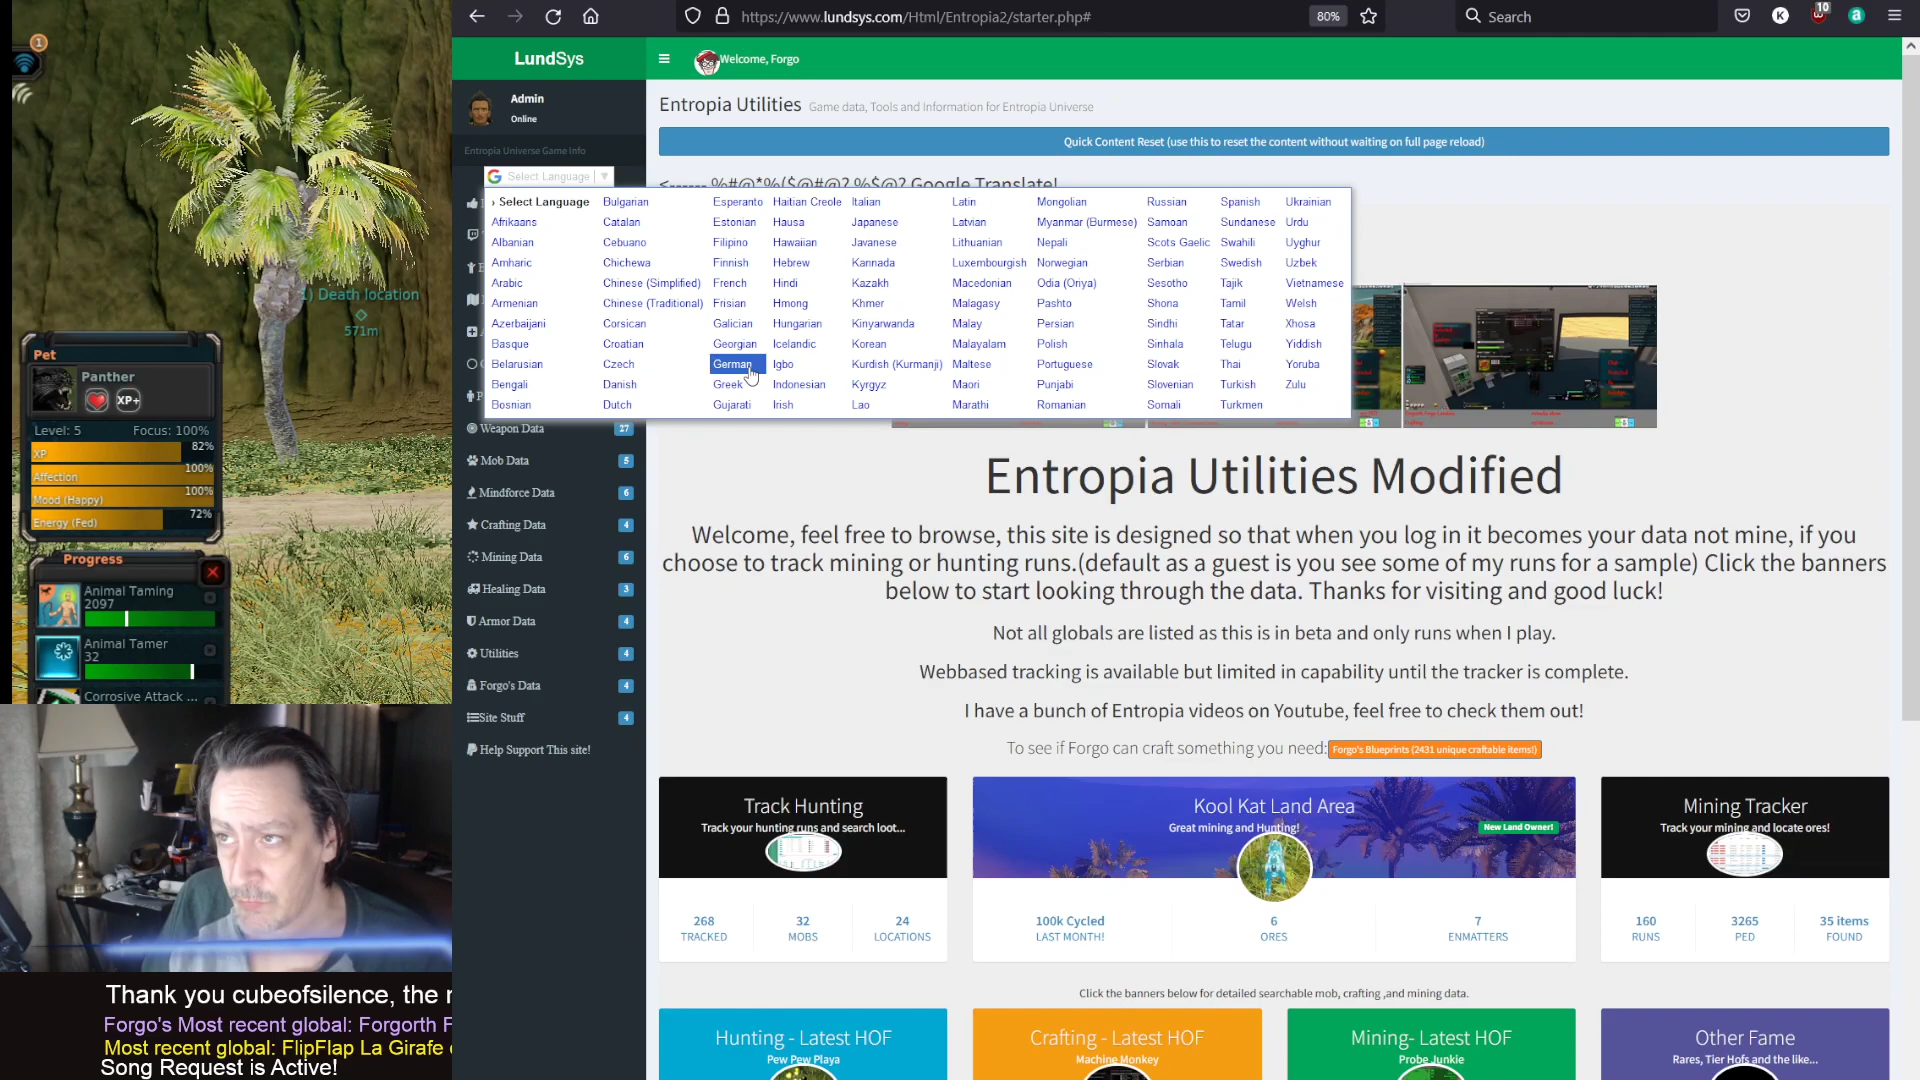 1
1) Death location
571m
Pet
Panther
XP+
Level: 5
Focus: 100%
XP
82%
Affection
100%
Mood (Happy)
100%
Energy (Fed)
72%
Progress
Animal Taming
2097
Animal Tamer
32
Corrosive Attack ...
Thank you cubeofsilence, the
Forgo's Most recent global: Forgorth F
Most recent global: FlipFlap La Girafe
Song Request is Active!
https://www.lundsys.com/Html/Entropia2/starter.php#
80%
Search
K
10
a
LundSys
Welcome, Forgo
Admin
Online
Entropia Universe Game Info
Entropia Utilities Game data, Tools and Information for Entropia Universe
Quick Content Reset (use this to reset the content without waiting on full page reload)
<------ %#@*%($@#@? %$@? Google Translate!
Select Language
› Select Language
Afrikaans
Albanian
Amharic
Arabic
Armenian
Azerbaijani
Basque
Belarusian
Bengali
Bosnian
Bulgarian
Catalan
Cebuano
Chichewa
Chinese (Simplified)
Chinese (Traditional)
Corsican
Croatian
Czech
Danish
Dutch
Esperanto
Estonian
Filipino
Finnish
French
Frisian
Galician
Georgian
German
Greek
Gujarati
Haitian Creole
Hausa
Hawaiian
Hebrew
Hindi
Hmong
Hungarian
Icelandic
Igbo
Indonesian
Irish
Italian
Japanese
Javanese
Kannada
Kazakh
Khmer
Kinyarwanda
Korean
Kurdish (Kurmanji)
Kyrgyz
Lao
Latin
Latvian
Lithuanian
Luxembourgish
Macedonian
Malagasy
Malay
Malayalam
Maltese
Maori
Marathi
Mongolian
Myanmar (Burmese)
Nepali
Norwegian
Odia (Oriya)
Pashto
Persian
Polish
Portuguese
Punjabi
Romanian
Russian
Samoan
Scots Gaelic
Serbian
Sesotho
Shona
Sindhi
Sinhala
Slovak
Slovenian
Somali
Spanish
Sundanese
Swahili
Swedish
Tajik
Tamil
Tatar
Telugu
Thai
Turkish
Turkmen
Ukrainian
Urdu
Uyghur
Uzbek
Vietnamese
Welsh
Xhosa
Yiddish
Yoruba
Zulu
Weapon Data 27
Mob Data 5
Mindforce Data 6
Crafting Data 4
Mining Data 6
Healing Data 3
Armor Data 4
Utilities 4
Forgo's Data 4
Site Stuff 4
Help Support This site!
Entropia Utilities Modified
Welcome, feel free to browse, this site is designed so that when you log in it becomes your data not mine, if you
choose to track mining or hunting runs.(default as a guest is you see some of my runs for a sample) Click the banners
below to start looking through the data. Thanks for visiting and good luck!
Not all globals are listed as this is in beta and only runs when I play.
Webbased tracking is available but limited in capability until the tracker is complete.
I have a bunch of Entropia videos on Youtube, feel free to check them out!
To see if Forgo can craft something you need: Forgo's Blueprints (2431 unique craftable items!)
Track Hunting
Track your hunting runs and search loot...
268
TRACKED
32
MOBS
24
LOCATIONS
Kool Kat Land Area
Great mining and Hunting!
New Land Owner!
100k Cycled
LAST MONTH!
6
ORES
7
ENMATTERS
Mining Tracker
Track your mining and locate ores!
160
RUNS
3265
PED
35 items
FOUND
Click the banners below for detailed searchable mob, crafting ,and mining data.
Hunting - Latest HOF
Pew Pew Playa
Crafting - Latest HOF
Machine Monkey
Mining- Latest HOF
Probe Junkie
Other Fame
Rares, Tier Hofs and the like...